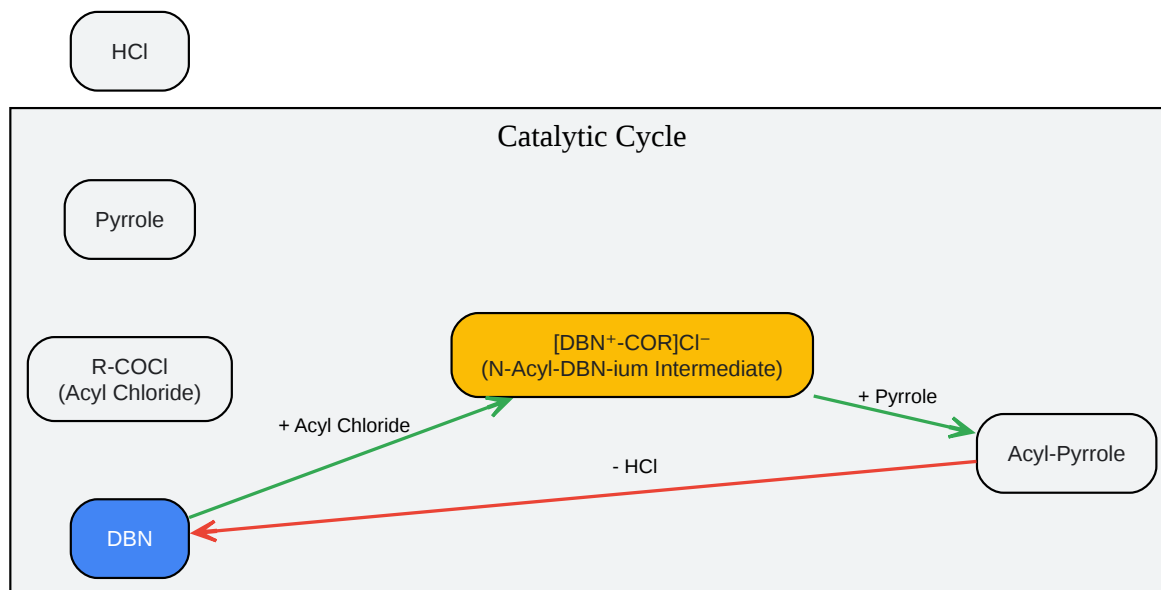 HCl
Catalytic Cycle
Pyrrole
R-COCl
(Acyl Chloride)
[DBN⁺-COR]Cl⁻
(N-Acyl-DBN-ium Intermediate)
+ Acyl Chloride
+ Pyrrole
Acyl-Pyrrole
- HCl
DBN